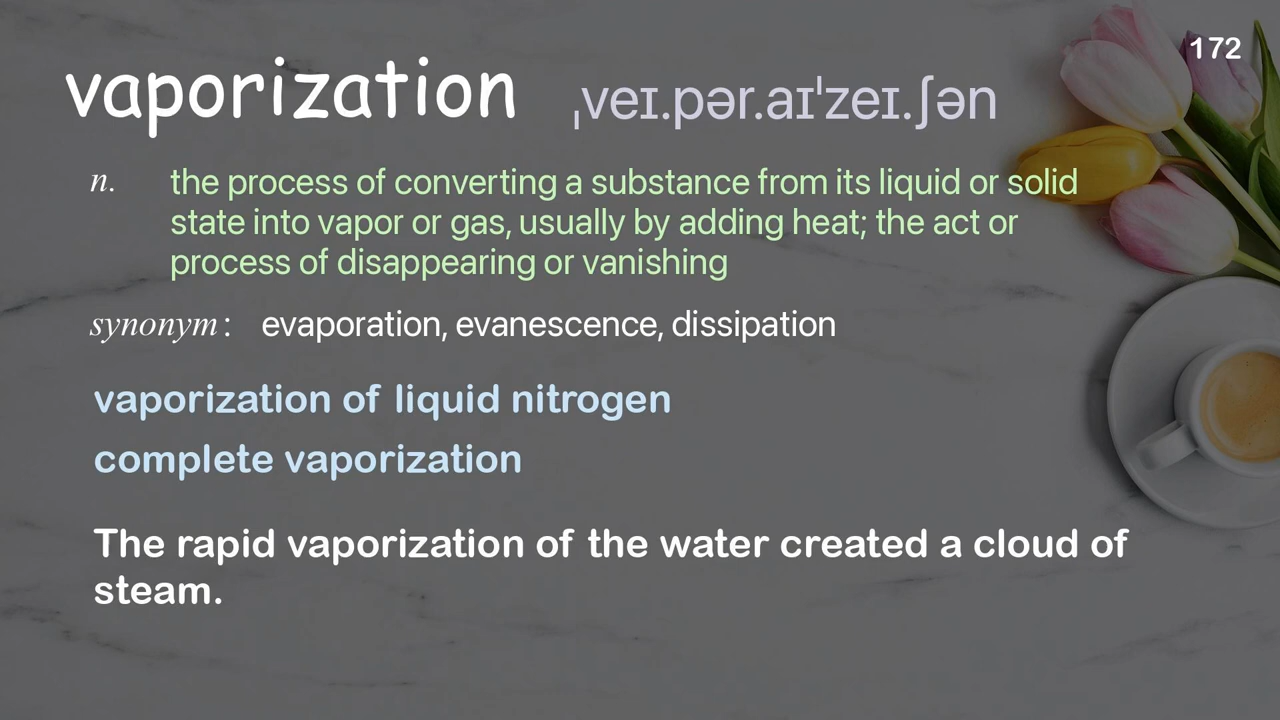 172
vaporization ˌveɪ.pər.aɪˈzeɪ.ʃən
n. the process of converting a substance from its liquid or solid
state into vapor or gas, usually by adding heat; the act or
process of disappearing or vanishing
synonym: evaporation, evanescence, dissipation
vaporization of liquid nitrogen
complete vaporization
The rapid vaporization of the water created a cloud of
steam.